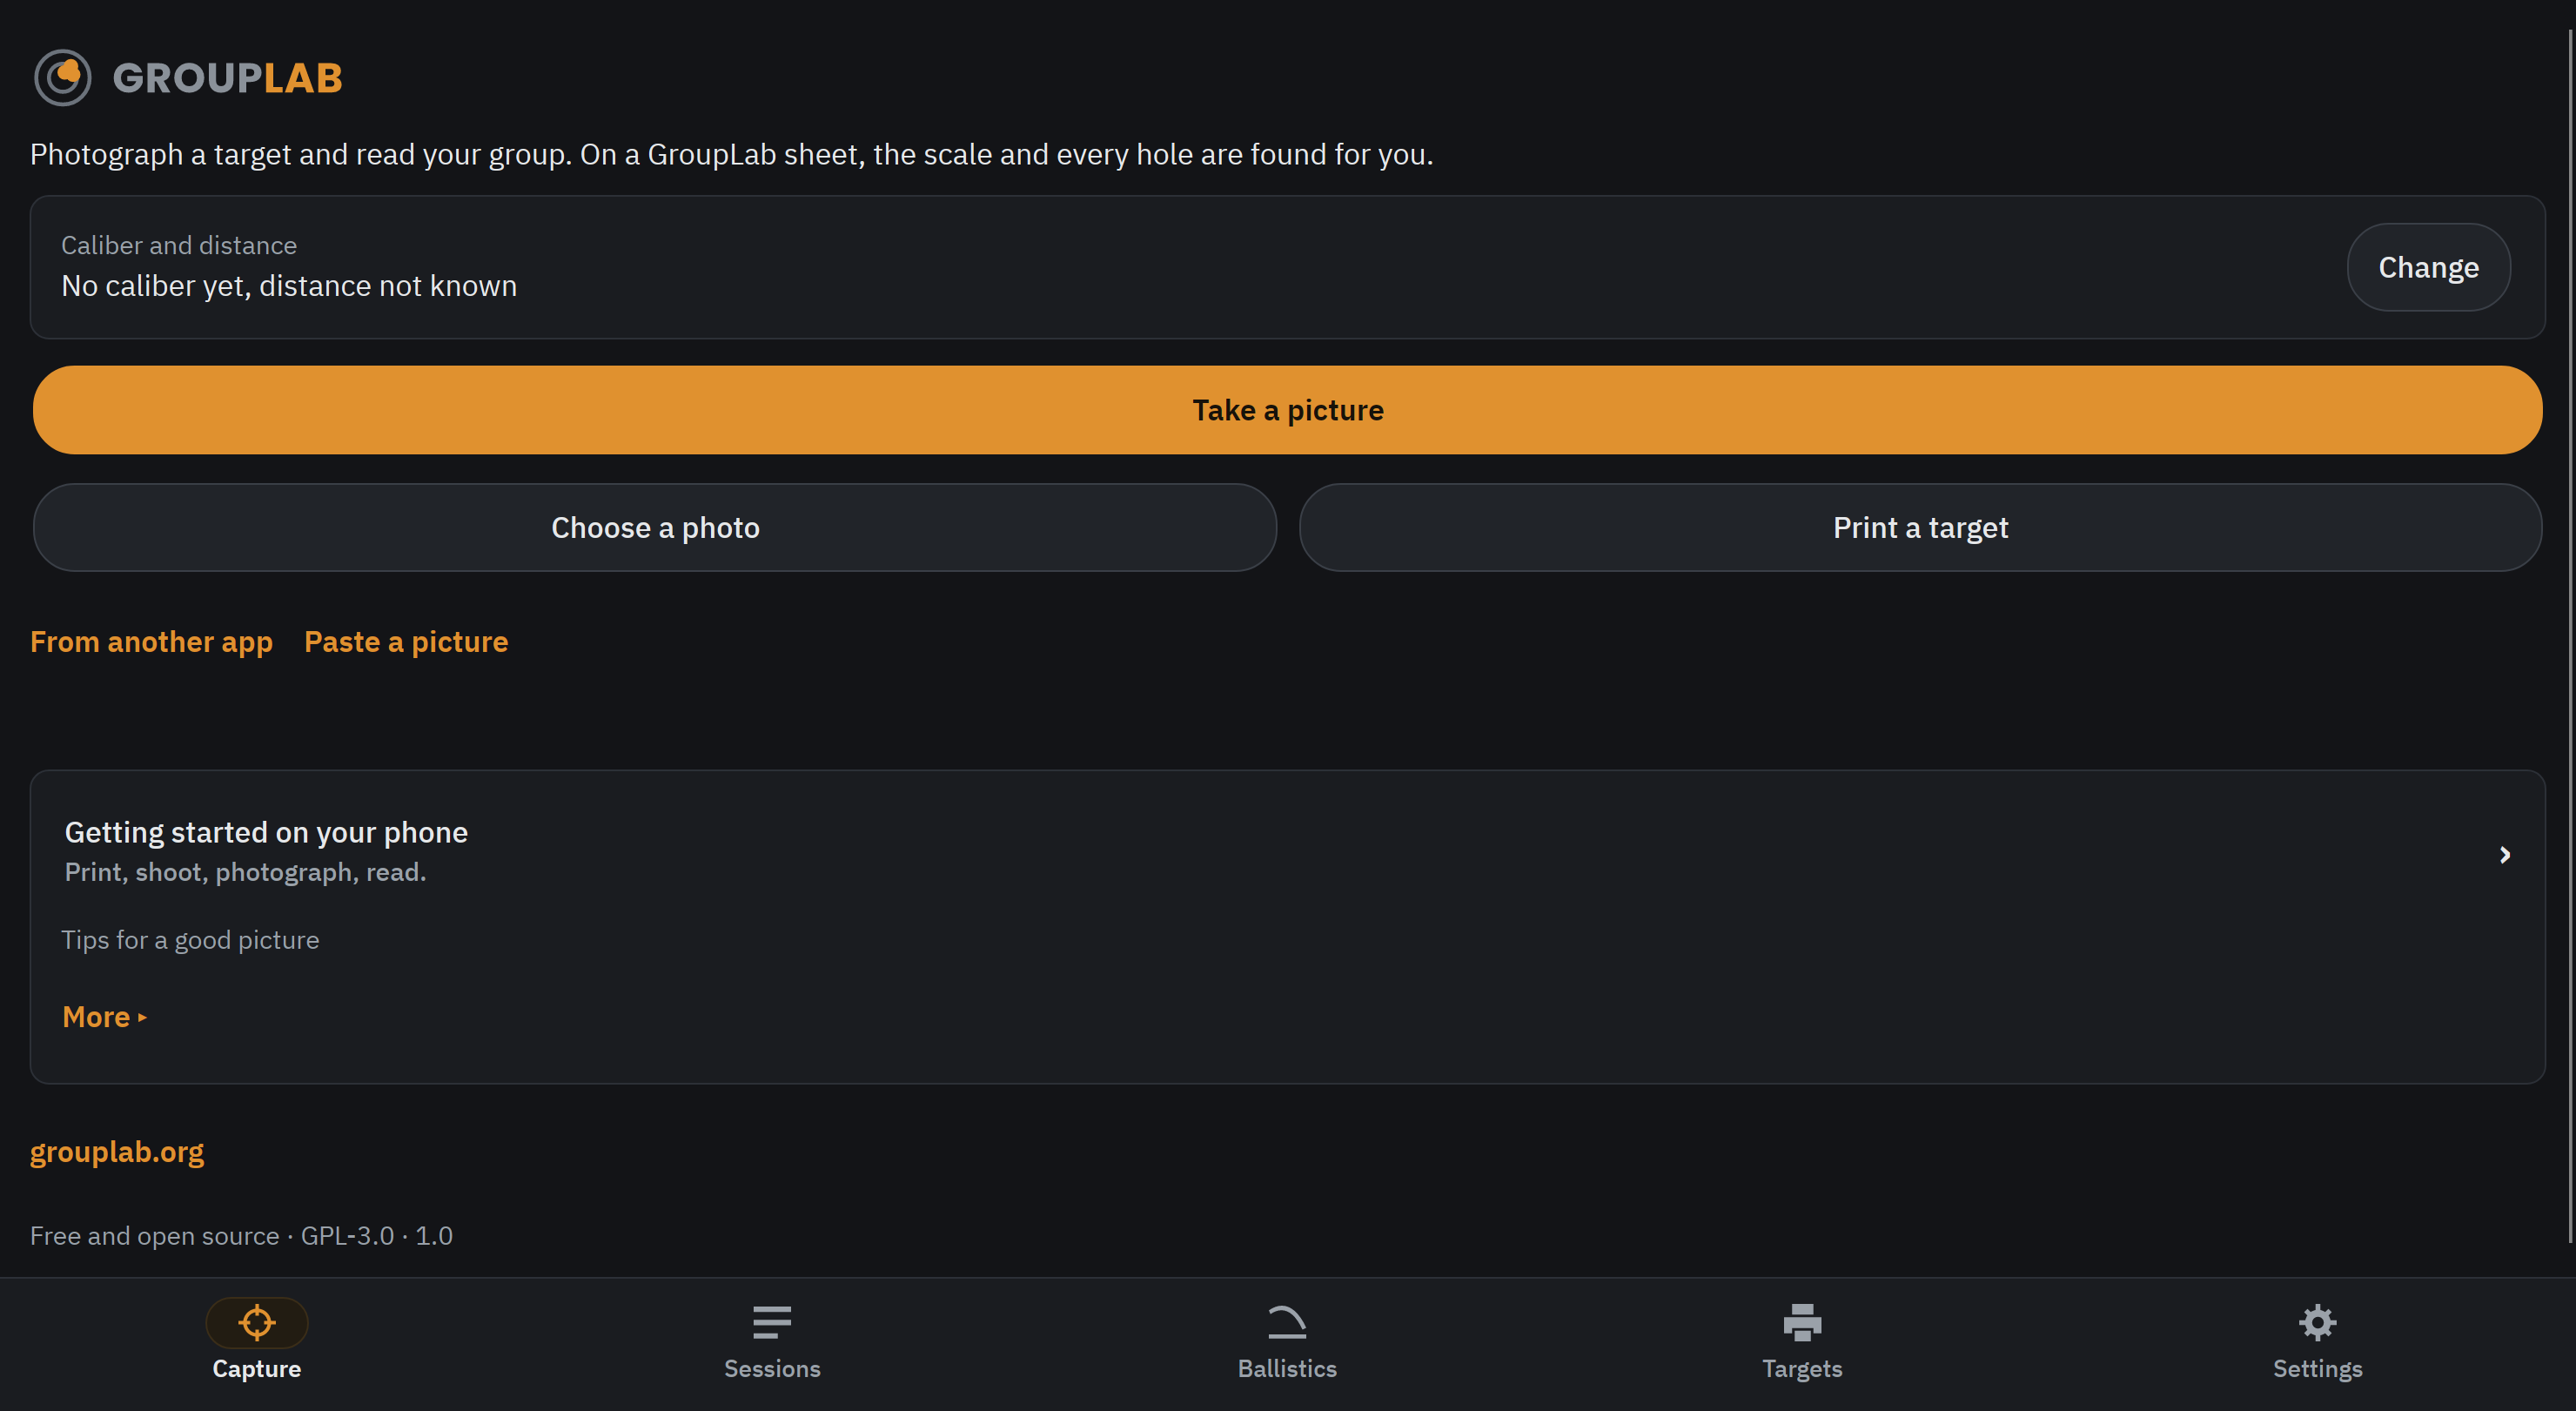 GROUPLAB
Photograph a target and read your group. On a GroupLab sheet, the scale and every hole are found for you.
Caliber and distance
No caliber yet, distance not known
Change
Take a picture
Choose a photo
Print a target
From another app
Paste a picture
Getting started on your phone
Print, shoot, photograph, read.
Tips for a good picture
More ▸
grouplab.org
Free and open source · GPL-3.0 · 1.0
Capture
Sessions
Ballistics
Targets
Settings